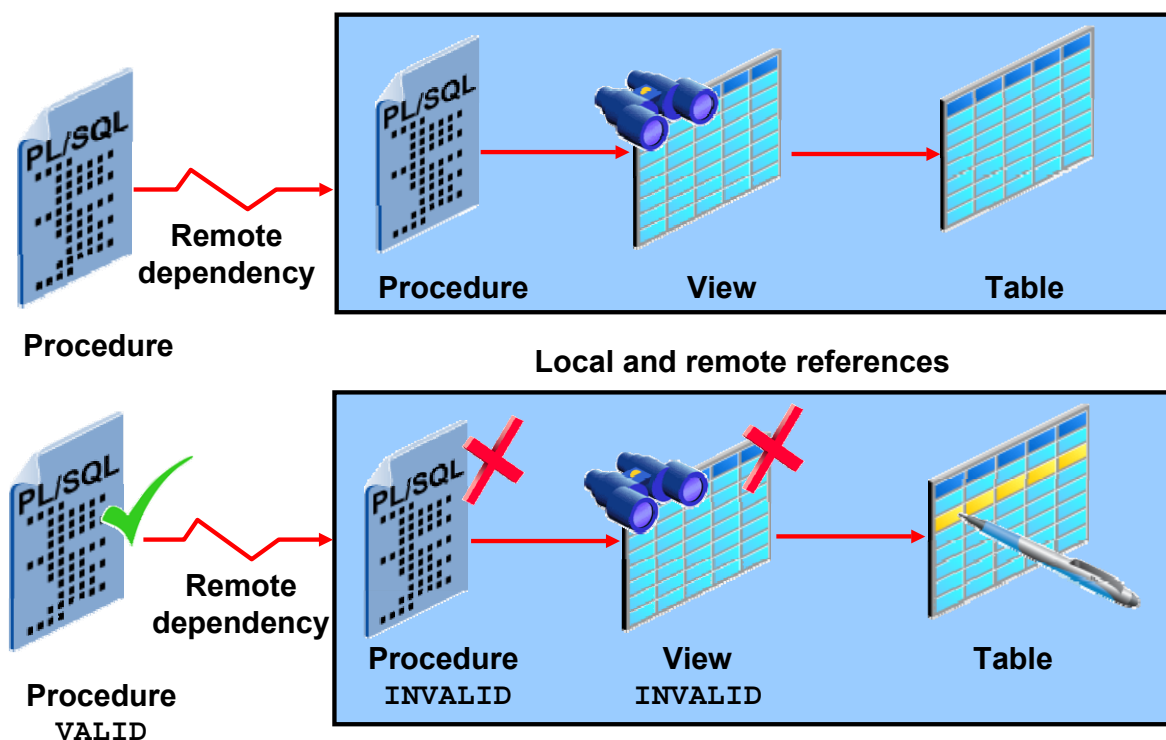 PL/SQL
PL/SQL
Remote
dependency
Procedure
Procedure
View
Table
Local and remote references
PL/SQL
PL/SQL
Remote
dependency
Procedure
VALID
Procedure
INVALID
View
INVALID
Table